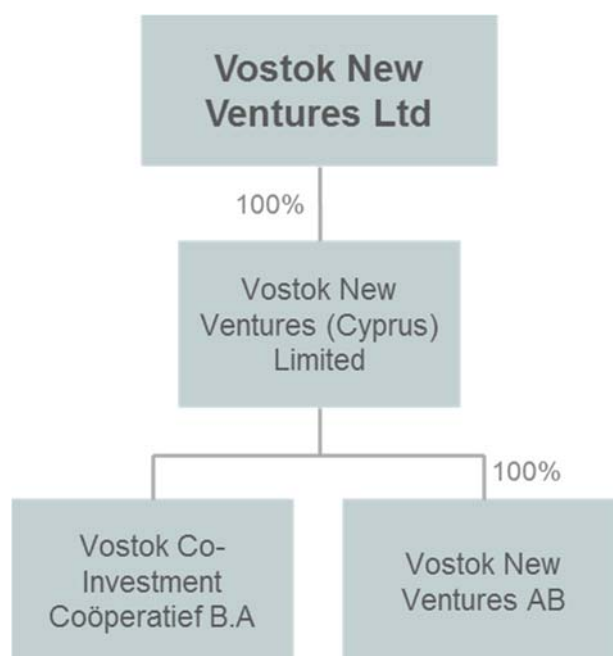 Vostok New
Ventures Ltd
100%
Vostok New
Ventures (Cyprus)
Limited
100%
Vostok Co-
Investment
Coöperatief B.A
Vostok New
Ventures AB